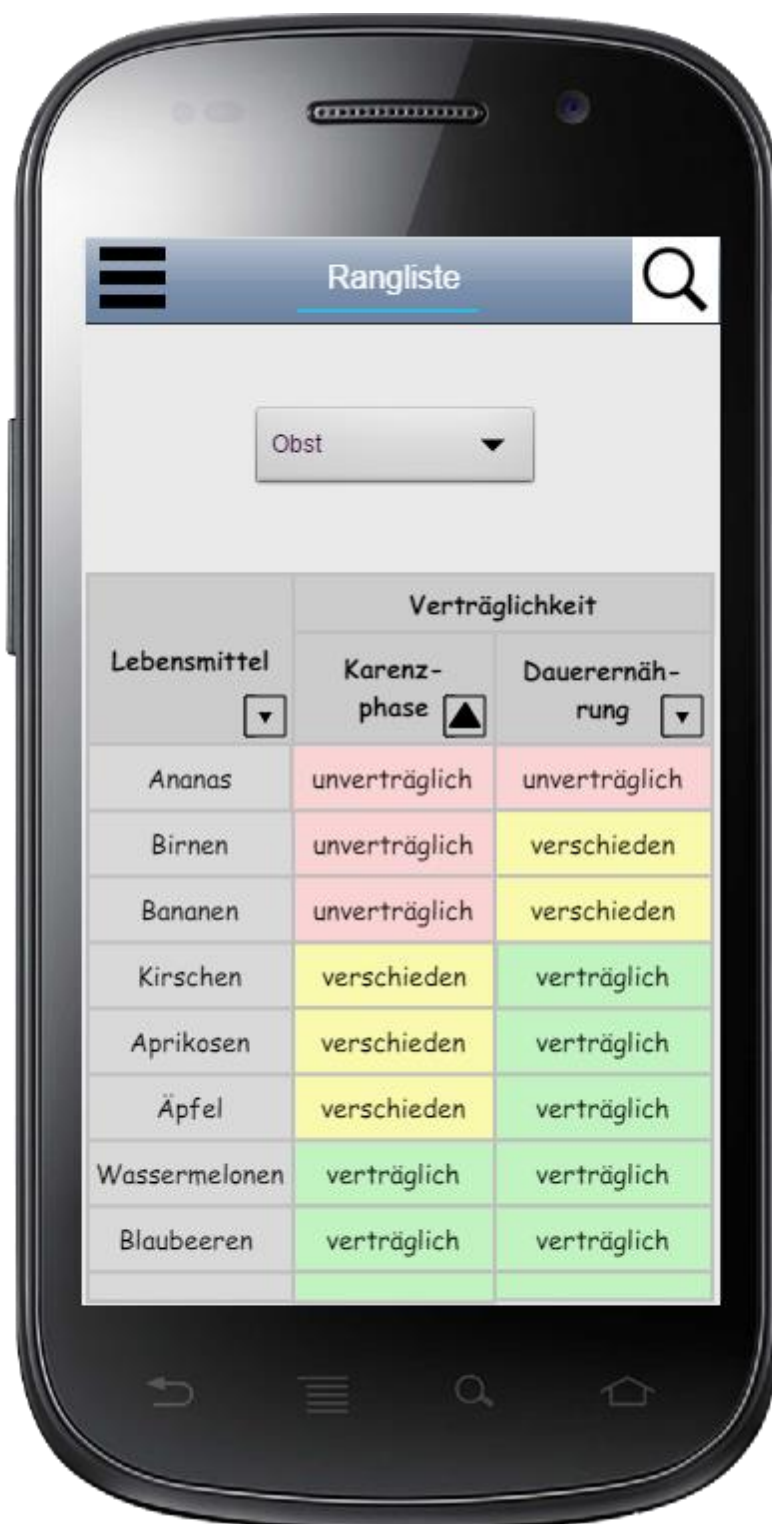 Rangliste
Obst
Verträglichkeit
Lebensmittel
Karenz-
phase
Dauerernäh-
rung
Ananas unverträglich unverträglich
Birnen unverträglich verschieden
Bananen unverträglich verschieden
Kirschen verschieden verträglich
Aprikosen verschieden verträglich
Äpfel verschieden verträglich
Wassermelonen verträglich verträglich
Blaubeeren verträglich verträglich